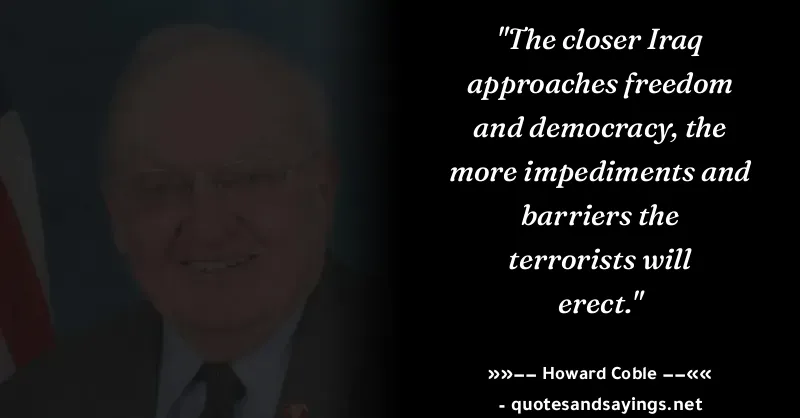 "The closer Iraq
approaches freedom
and democracy, the
more impediments and
barriers the
terrorists will
erect."
»»−− Howard Coble −−««
- quotesandsayings.net